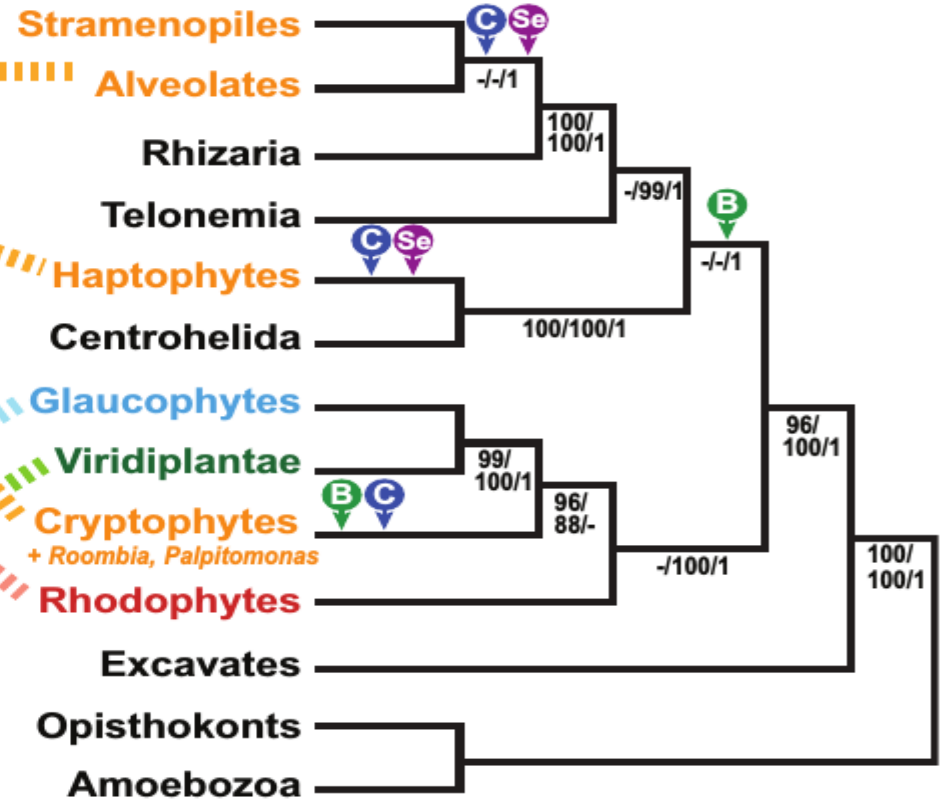 Stramenopiles
C Se
-/-/1
Alveolates
100/
100/1
Rhizaria
-/99/1
Telonemia
B
-/-/1
C Se
Haptophytes
100/100/1
Centrohelida
Glaucophytes
96/
100/1
Viridiplantae
99/
100/1
B C
96/
88/-
Cryptophytes
+ Roombia, Palpitomonas
-/100/1
100/
100/1
Rhodophytes
Excavates
Opisthokonts
Amoebozoa